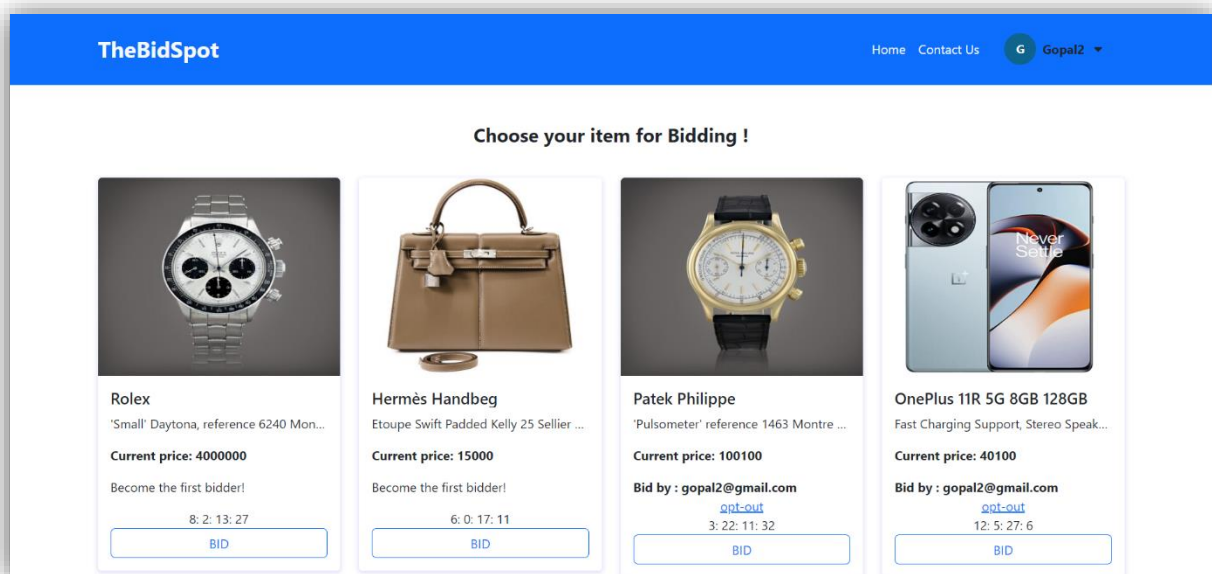 TheBidSpot
Home Contact Us G Gopal2
Choose your item for Bidding !
Never
Settle
Rolex
'Small' Daytona, reference 6240 Mon...
Current price: 4000000
Become the first bidder!
8: 2: 13: 27
BID
Hermès Handbeg
Etoupe Swift Padded Kelly 25 Sellier ...
Current price: 15000
Become the first bidder!
6: 0: 17: 11
BID
Patek Philippe
'Pulsometer' reference 1463 Montre ...
Current price: 100100
Bid by : gopal2@gmail.com
opt-out
3: 22: 11: 32
BID
OnePlus 11R 5G 8GB 128GB
Fast Charging Support, Stereo Speak...
Current price: 40100
Bid by : gopal2@gmail.com
opt-out
12: 5: 27: 6
BID